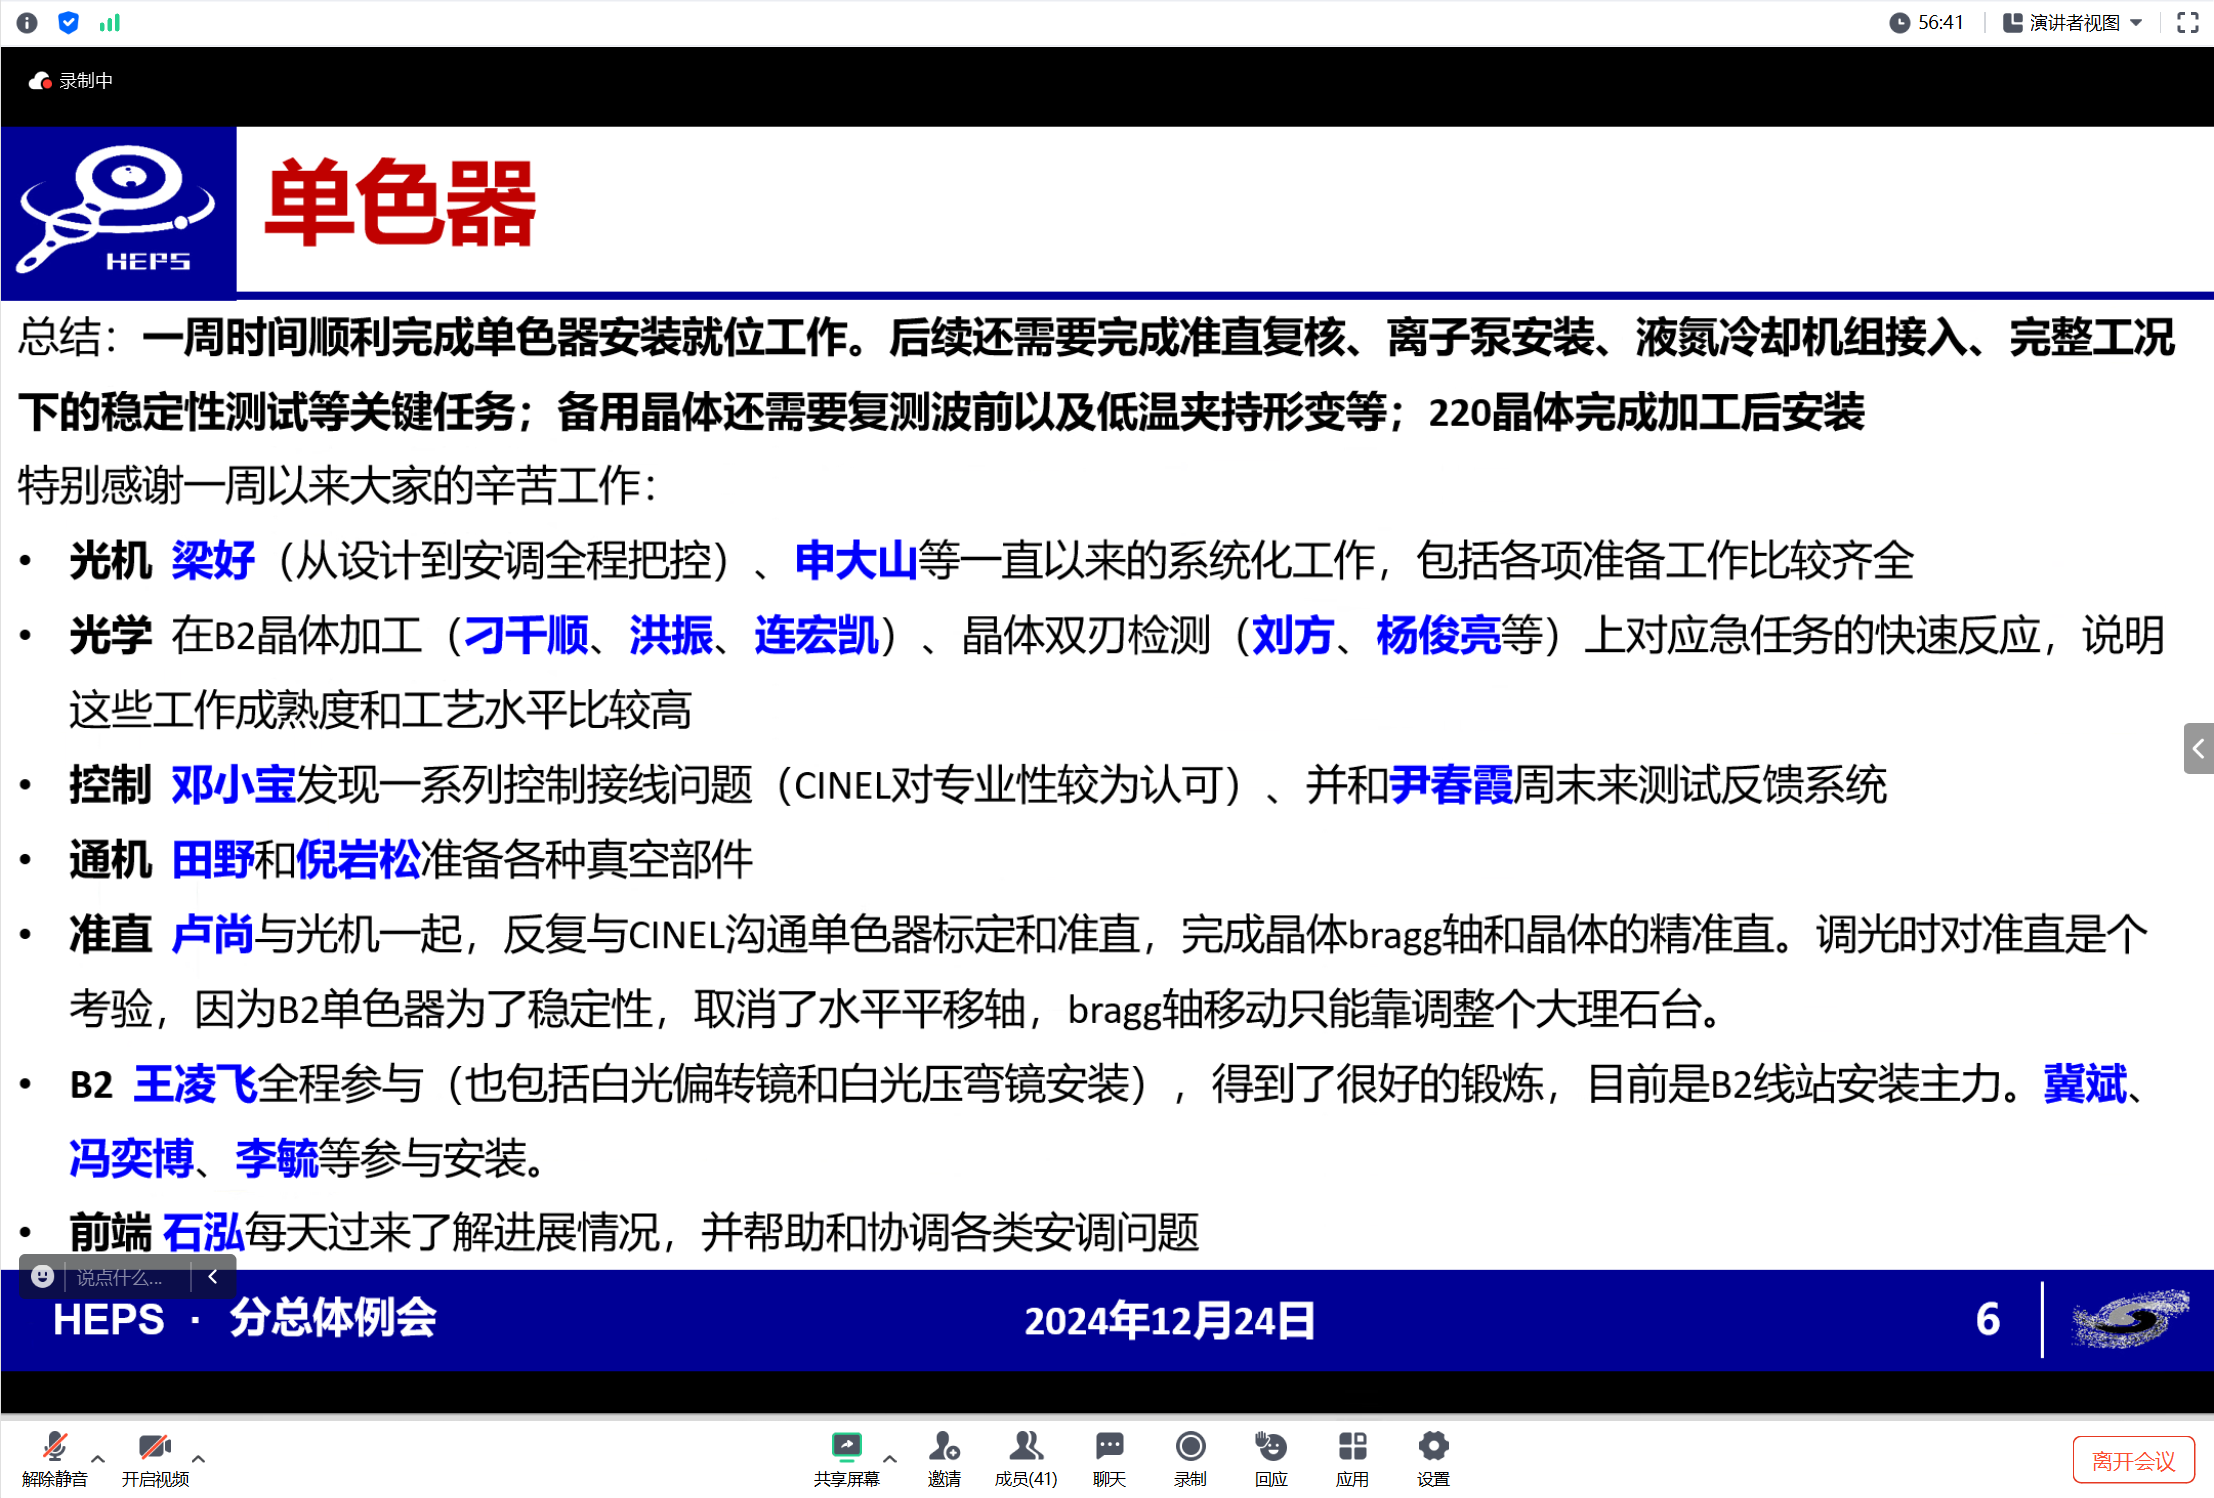 56:41 演讲者视图
录制中
HEPS
单色器
总结：一周时间顺利完成单色器安装就位工作。后续还需要完成准直复核、离子泵安装、液氮冷却机组接入、完整工况
下的稳定性测试等关键任务；备用晶体还需要复测波前以及低温夹持形变等；220晶体完成加工后安装
特别感谢一周以来大家的辛苦工作：
• 光机 梁好（从设计到安调全程把控）、申大山等一直以来的系统化工作，包括各项准备工作比较齐全
• 光学 在B2晶体加工（刁千顺、洪振、连宏凯）、晶体双刃检测（刘方、杨俊亮等）上对应急任务的快速反应，说明
这些工作成熟度和工艺水平比较高
• 控制 邓小宝发现一系列控制接线问题（CINEL对专业性较为认可）、并和尹春霞周末来测试反馈系统
• 通机 田野和倪岩松准备各种真空部件
• 准直 卢尚与光机一起，反复与CINEL沟通单色器标定和准直，完成晶体bragg轴和晶体的精准直。调光时对准直是个
考验，因为B2单色器为了稳定性，取消了水平平移轴，bragg轴移动只能靠调整个大理石台。
• B2 王凌飞全程参与（也包括白光偏转镜和白光压弯镜安装），得到了很好的锻炼，目前是B2线站安装主力。冀斌、
冯奕博、李毓等参与安装。
• 前端 石泓每天过来了解进展情况，并帮助和协调各类安调问题
说点什么...
HEPS · 分总体例会 2024年12月24日 6
解除静音 开启视频 共享屏幕 邀请 成员(41) 聊天 录制 回应 应用 设置 离开会议